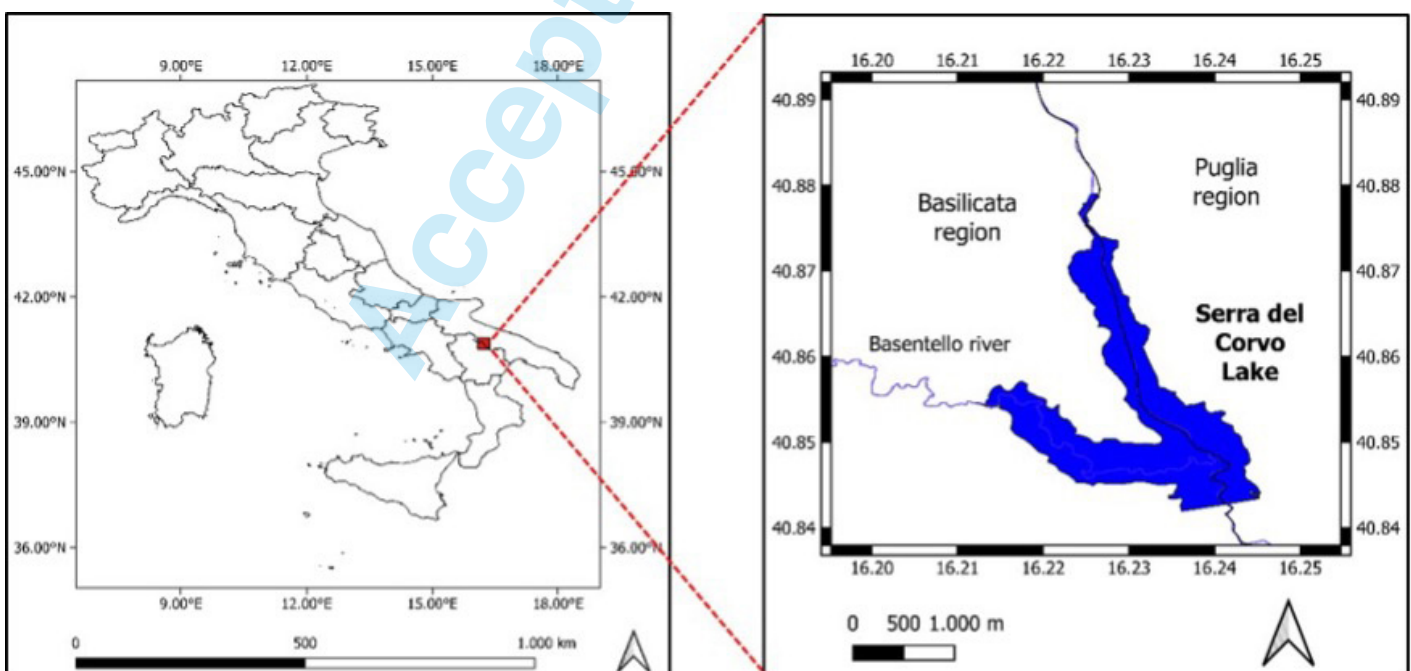 Accept
9.00°E 12.00°E 15.00°E 18.00°E
45.00°N 45.00°N
42.00°N 42.00°N
39.00°N 39.00°N
36.00°N 36.00°N
9.00°E 12.00°E 15.00°E 18.00°E
0 500 1.000 km
16.20 16.21 16.22 16.23 16.24 16.25
40.89 40.89
40.88 40.88
Puglia
region
Basilicata
region
40.87 40.87
Serra del
Corvo
Lake
Basentello river
40.86 40.86
40.85 40.85
40.84 40.84
16.20 16.21 16.22 16.23 16.24 16.25
0 500 1.000 m